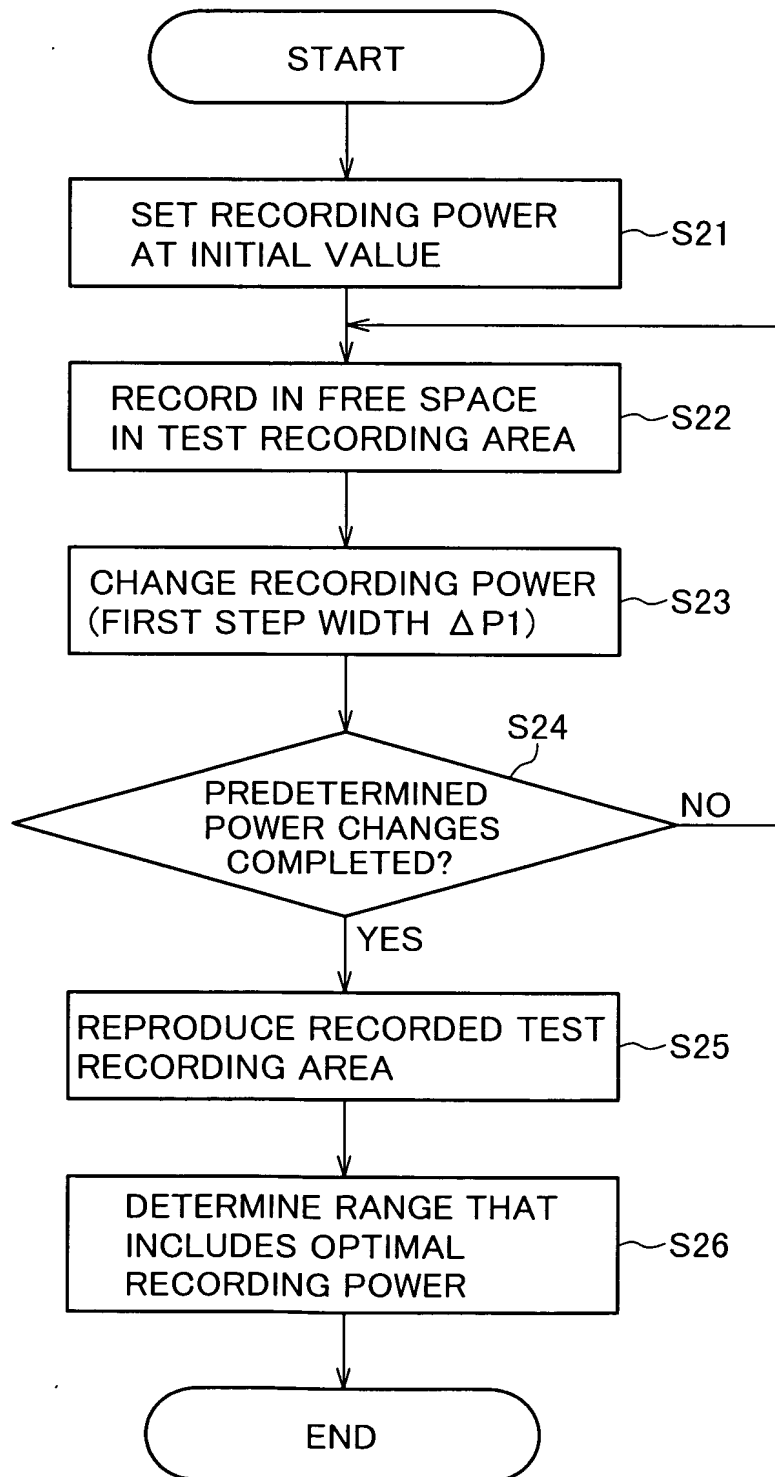 START
SET RECORDING POWER
AT INITIAL VALUE
S21
RECORD IN FREE SPACE
IN TEST RECORDING AREA
S22
CHANGE RECORDING POWER
(FIRST STEP WIDTH Δ P1)
S23
S24
PREDETERMINED
POWER CHANGES
COMPLETED?
NO
YES
REPRODUCE RECORDED TEST
RECORDING AREA
S25
DETERMINE RANGE THAT
INCLUDES OPTIMAL
RECORDING POWER
S26
END